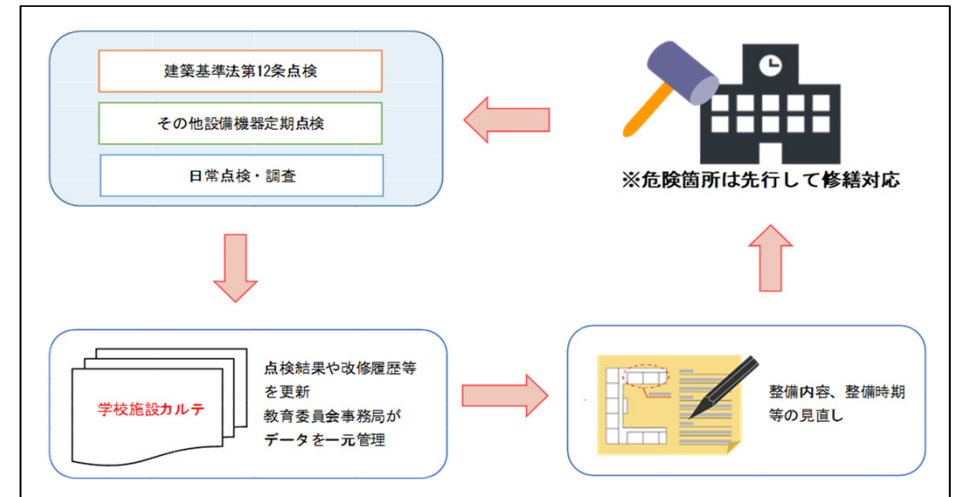 建築基準法第12条点検
その他設備機器定期点検
日常点検・調査
※危険箇所は先行して修繕対応
学校施設カルテ
点検結果や改修履歴等
を更新
教育委員会事務局が
データを一元管理
整備内容、整備時期
等の見直し